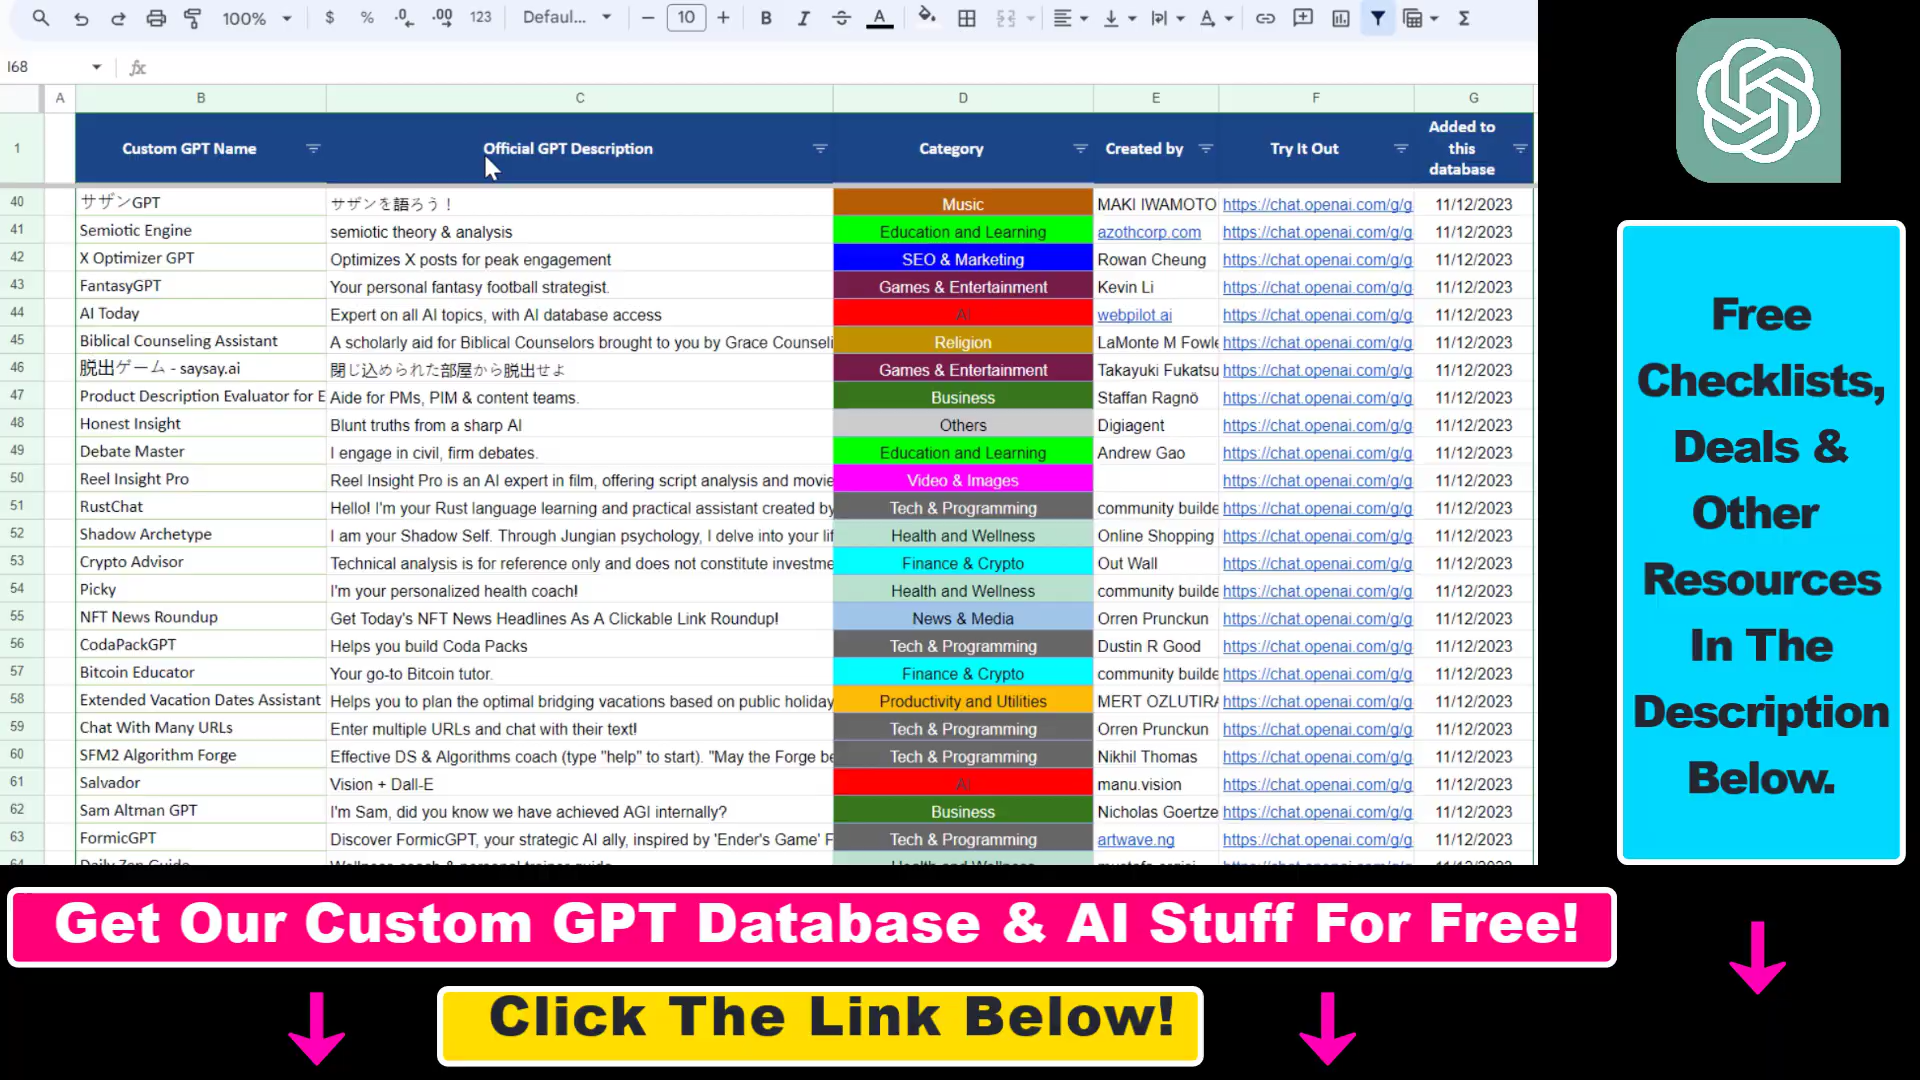 100% $ % .0 .00 123 Defaul... 10 B I A Σ
I68 fx
A B C D E F G
1 Custom GPT Name Official GPT Description Category Created by Try It Out Added to this database
40 サザンGPT サザンを語ろう！ Music MAKI IWAMOTO https://chat.openai.com/g/g 11/12/2023
41 Semiotic Engine semiotic theory & analysis Education and Learning azothcorp.com https://chat.openai.com/g/g 11/12/2023
42 X Optimizer GPT Optimizes X posts for peak engagement SEO & Marketing Rowan Cheung https://chat.openai.com/g/g 11/12/2023
43 FantasyGPT Your personal fantasy football strategist. Games & Entertainment Kevin Li https://chat.openai.com/g/g 11/12/2023
44 AI Today Expert on all AI topics, with AI database access AI webpilot.ai https://chat.openai.com/g/g 11/12/2023
45 Biblical Counseling Assistant A scholarly aid for Biblical Counselors brought to you by Grace Counseli Religion LaMonte M Fowle https://chat.openai.com/g/g 11/12/2023
46 脱出ゲーム - saysay.ai 閉じ込められた部屋から脱出せよ Games & Entertainment Takayuki Fukatsu https://chat.openai.com/g/g 11/12/2023
47 Product Description Evaluator for E Aide for PMs, PIM & content teams. Business Staffan Ragnö https://chat.openai.com/g/g 11/12/2023
48 Honest Insight Blunt truths from a sharp AI Others Digiagent https://chat.openai.com/g/g 11/12/2023
49 Debate Master I engage in civil, firm debates. Education and Learning Andrew Gao https://chat.openai.com/g/g 11/12/2023
50 Reel Insight Pro Reel Insight Pro is an AI expert in film, offering script analysis and movie Video & Images https://chat.openai.com/g/g 11/12/2023
51 RustChat Hello! I'm your Rust language learning and practical assistant created by Tech & Programming community builde https://chat.openai.com/g/g 11/12/2023
52 Shadow Archetype I am your Shadow Self. Through Jungian psychology, I delve into your lif Health and Wellness Online Shopping https://chat.openai.com/g/g 11/12/2023
53 Crypto Advisor Technical analysis is for reference only and does not constitute investme Finance & Crypto Out Wall https://chat.openai.com/g/g 11/12/2023
54 Picky I'm your personalized health coach! Health and Wellness community builde https://chat.openai.com/g/g 11/12/2023
55 NFT News Roundup Get Today's NFT News Headlines As A Clickable Link Roundup! News & Media Orren Prunckun https://chat.openai.com/g/g 11/12/2023
56 CodaPackGPT Helps you build Coda Packs Tech & Programming Dustin R Good https://chat.openai.com/g/g 11/12/2023
57 Bitcoin Educator Your go-to Bitcoin tutor. Finance & Crypto community builde https://chat.openai.com/g/g 11/12/2023
58 Extended Vacation Dates Assistant Helps you to plan the optimal bridging vacations based on public holiday Productivity and Utilities MERT OZLUTIRA https://chat.openai.com/g/g 11/12/2023
59 Chat With Many URLs Enter multiple URLs and chat with their text! Tech & Programming Orren Prunckun https://chat.openai.com/g/g 11/12/2023
60 SFM2 Algorithm Forge Effective DS & Algorithms coach (type "help" to start). "May the Forge be Tech & Programming Nikhil Thomas https://chat.openai.com/g/g 11/12/2023
61 Salvador Vision + Dall-E AI manu.vision https://chat.openai.com/g/g 11/12/2023
62 Sam Altman GPT I'm Sam, did you know we have achieved AGI internally? Business Nicholas Goertze https://chat.openai.com/g/g 11/12/2023
63 FormicGPT Discover FormicGPT, your strategic AI ally, inspired by 'Ender's Game' F Tech & Programming artwave.ng https://chat.openai.com/g/g 11/12/2023
Free
Checklists,
Deals &
Other
Resources
In The
Description
Below.
Get Our Custom GPT Database & AI Stuff For Free!
Click The Link Below!